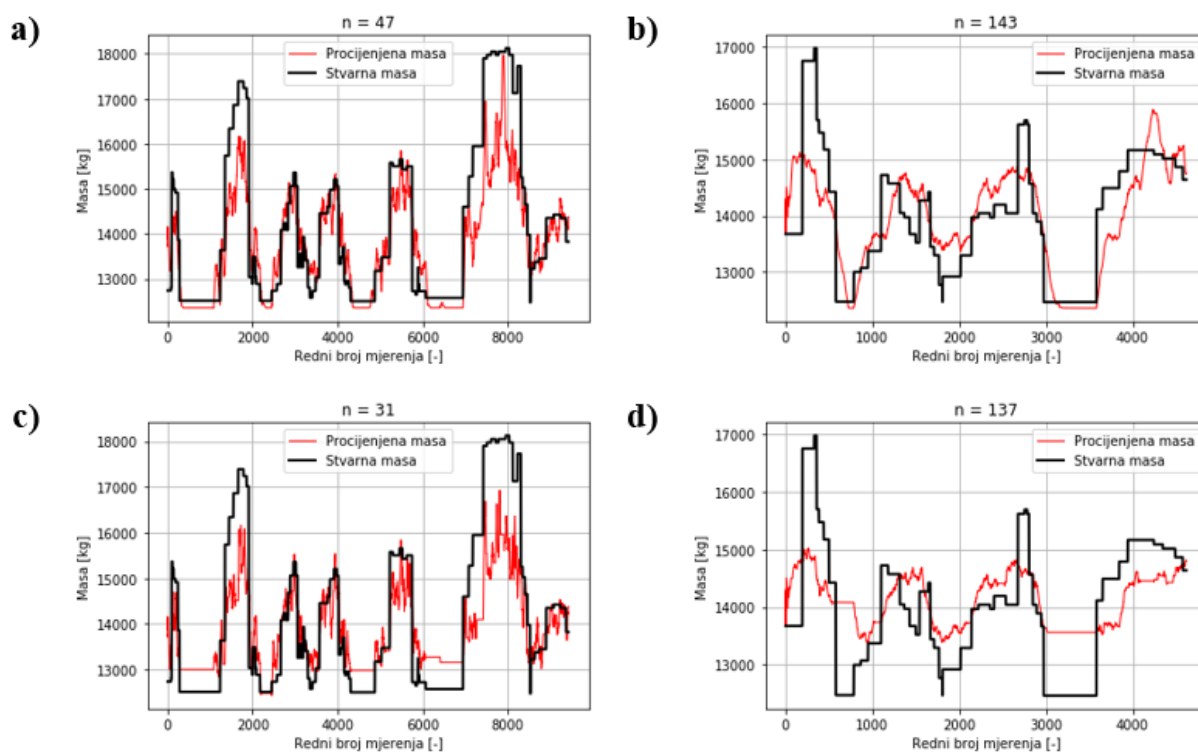 a)
n = 47
Masa [kg]
18000
17000
16000
15000
14000
13000
Procijenjena masa
Stvarna masa
0 2000 4000 6000 8000
Redni broj mjerenja [-]
b)
n = 143
Masa [kg]
17000
16000
15000
14000
13000
Procijenjena masa
Stvarna masa
0 1000 2000 3000 4000
Redni broj mjerenja [-]
c)
n = 31
Masa [kg]
18000
17000
16000
15000
14000
13000
Procijenjena masa
Stvarna masa
0 2000 4000 6000 8000
Redni broj mjerenja [-]
d)
n = 137
Masa [kg]
17000
16000
15000
14000
13000
Procijenjena masa
Stvarna masa
0 1000 2000 3000 4000
Redni broj mjerenja [-]